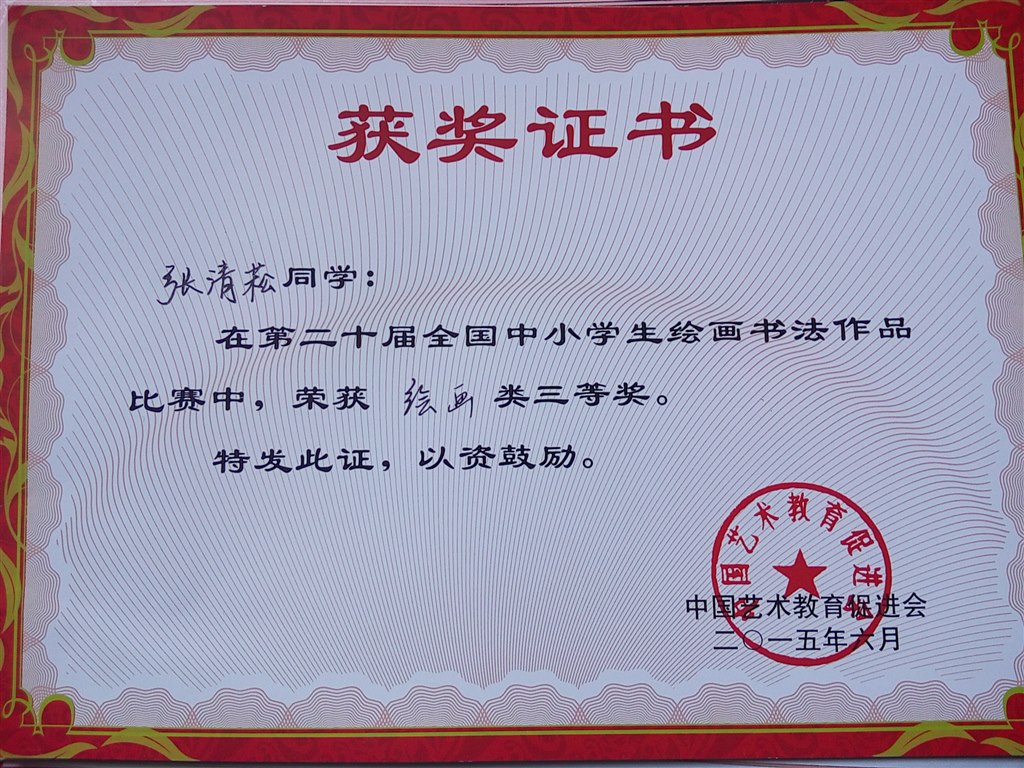 获奖证书
张清菘同学：
在第二十届全国中小学生绘画书法作品
比赛中，荣获 绘画 类三等奖。
特发此证，以资鼓励。
中国艺术教育促进会
中国艺术教育促进会
二〇一五年六月